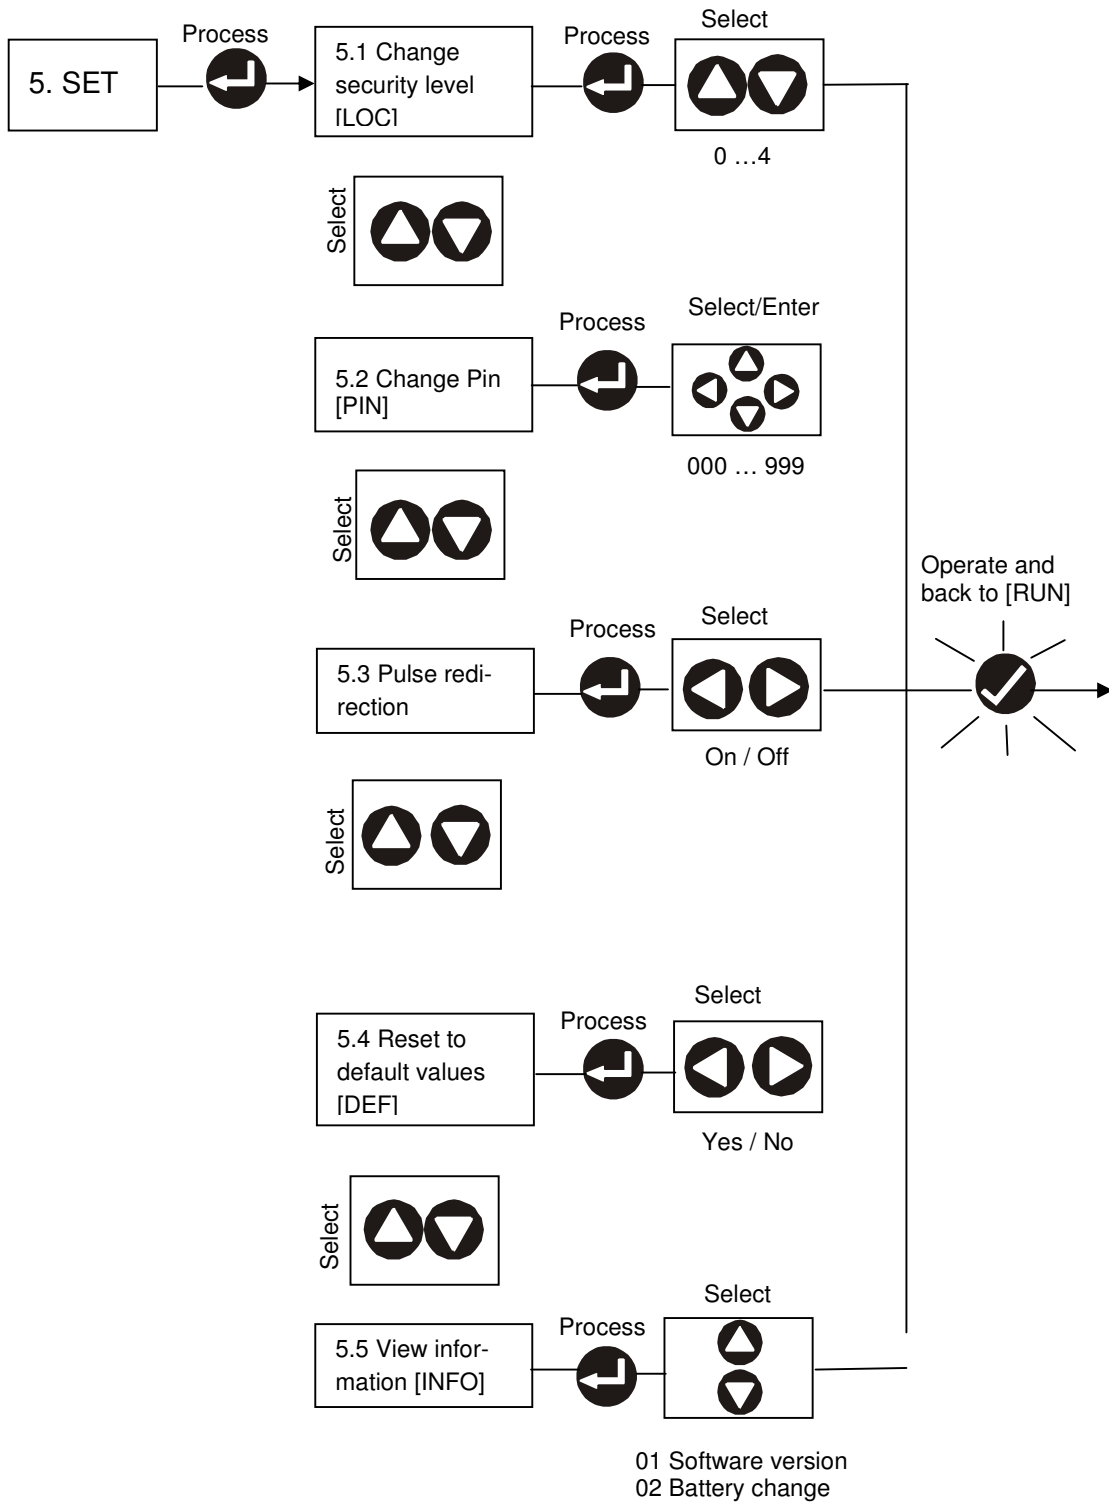 Process
5. SET
5.1 Change
security level
[LOC]
Process
Select
0 …4
Select
5.2 Change Pin
[PIN]
Process
Select/Enter
000 … 999
Select
5.3 Pulse redi-
rection
Process
Select
On / Off
Operate and
back to [RUN]
Select
5.4 Reset to
default values
[DEF]
Process
Select
Yes / No
Select
5.5 View infor-
mation [INFO]
Process
Select
01 Software version
02 Battery change